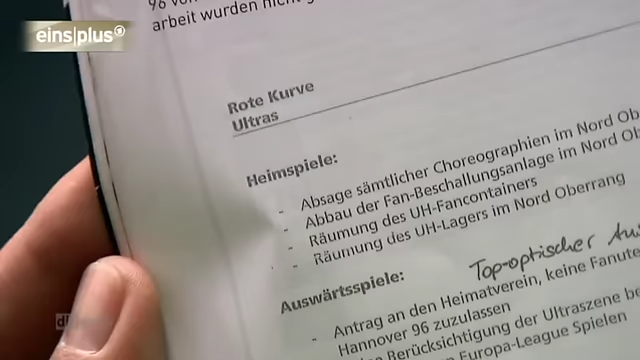 einsplus
96 von
arbeit wurden nicht
Rote Kurve
Ultras
Heimspiele:
- Absage sämtlicher Choreographien im Nord Ob
- Abbau der Fan-Beschallungsanlage im Nord Ob
- Räumung des UH-Fancontainers
- Räumung des UH-Lagers im Nord Oberrang
Top-optischer
Auswärtsspiele:
- Antrag an den Heimatverein, keine Fanute
Hannover 96 zuzulassen
Berücksichtigung der Ultraszene be
Europa-League Spielen